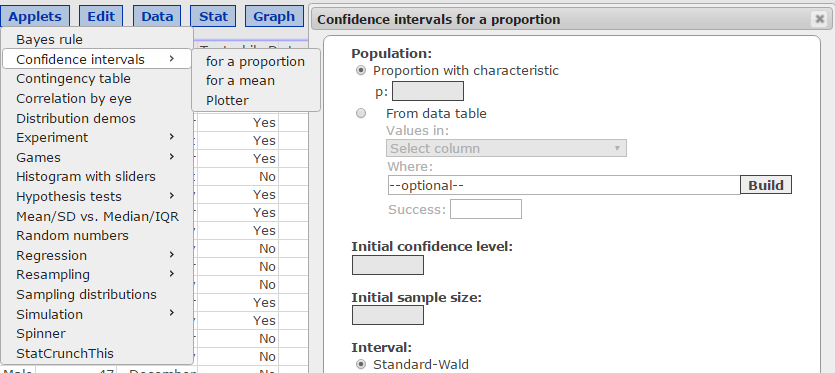 Applets Edit Data Stat Graph
Bayes rule
Confidence intervals
Contingency table
Correlation by eye
Distribution demos
Experiment
Games
Histogram with sliders
Hypothesis tests
Mean/SD vs. Median/IQR
Random numbers
Regression
Resampling
Sampling distributions
Simulation
Spinner
StatCrunchThis
for a proportion
for a mean
Plotter
Yes
Yes
Yes
No
Yes
Yes
Yes
No
No
No
Yes
Yes
No
No
Male 47 December No
Confidence intervals for a proportion
Population:
Proportion with characteristic
p:
From data table
Values in:
Select column
Where:
--optional-- Build
Success:
Initial confidence level:
Initial sample size:
Interval:
Standard-Wald